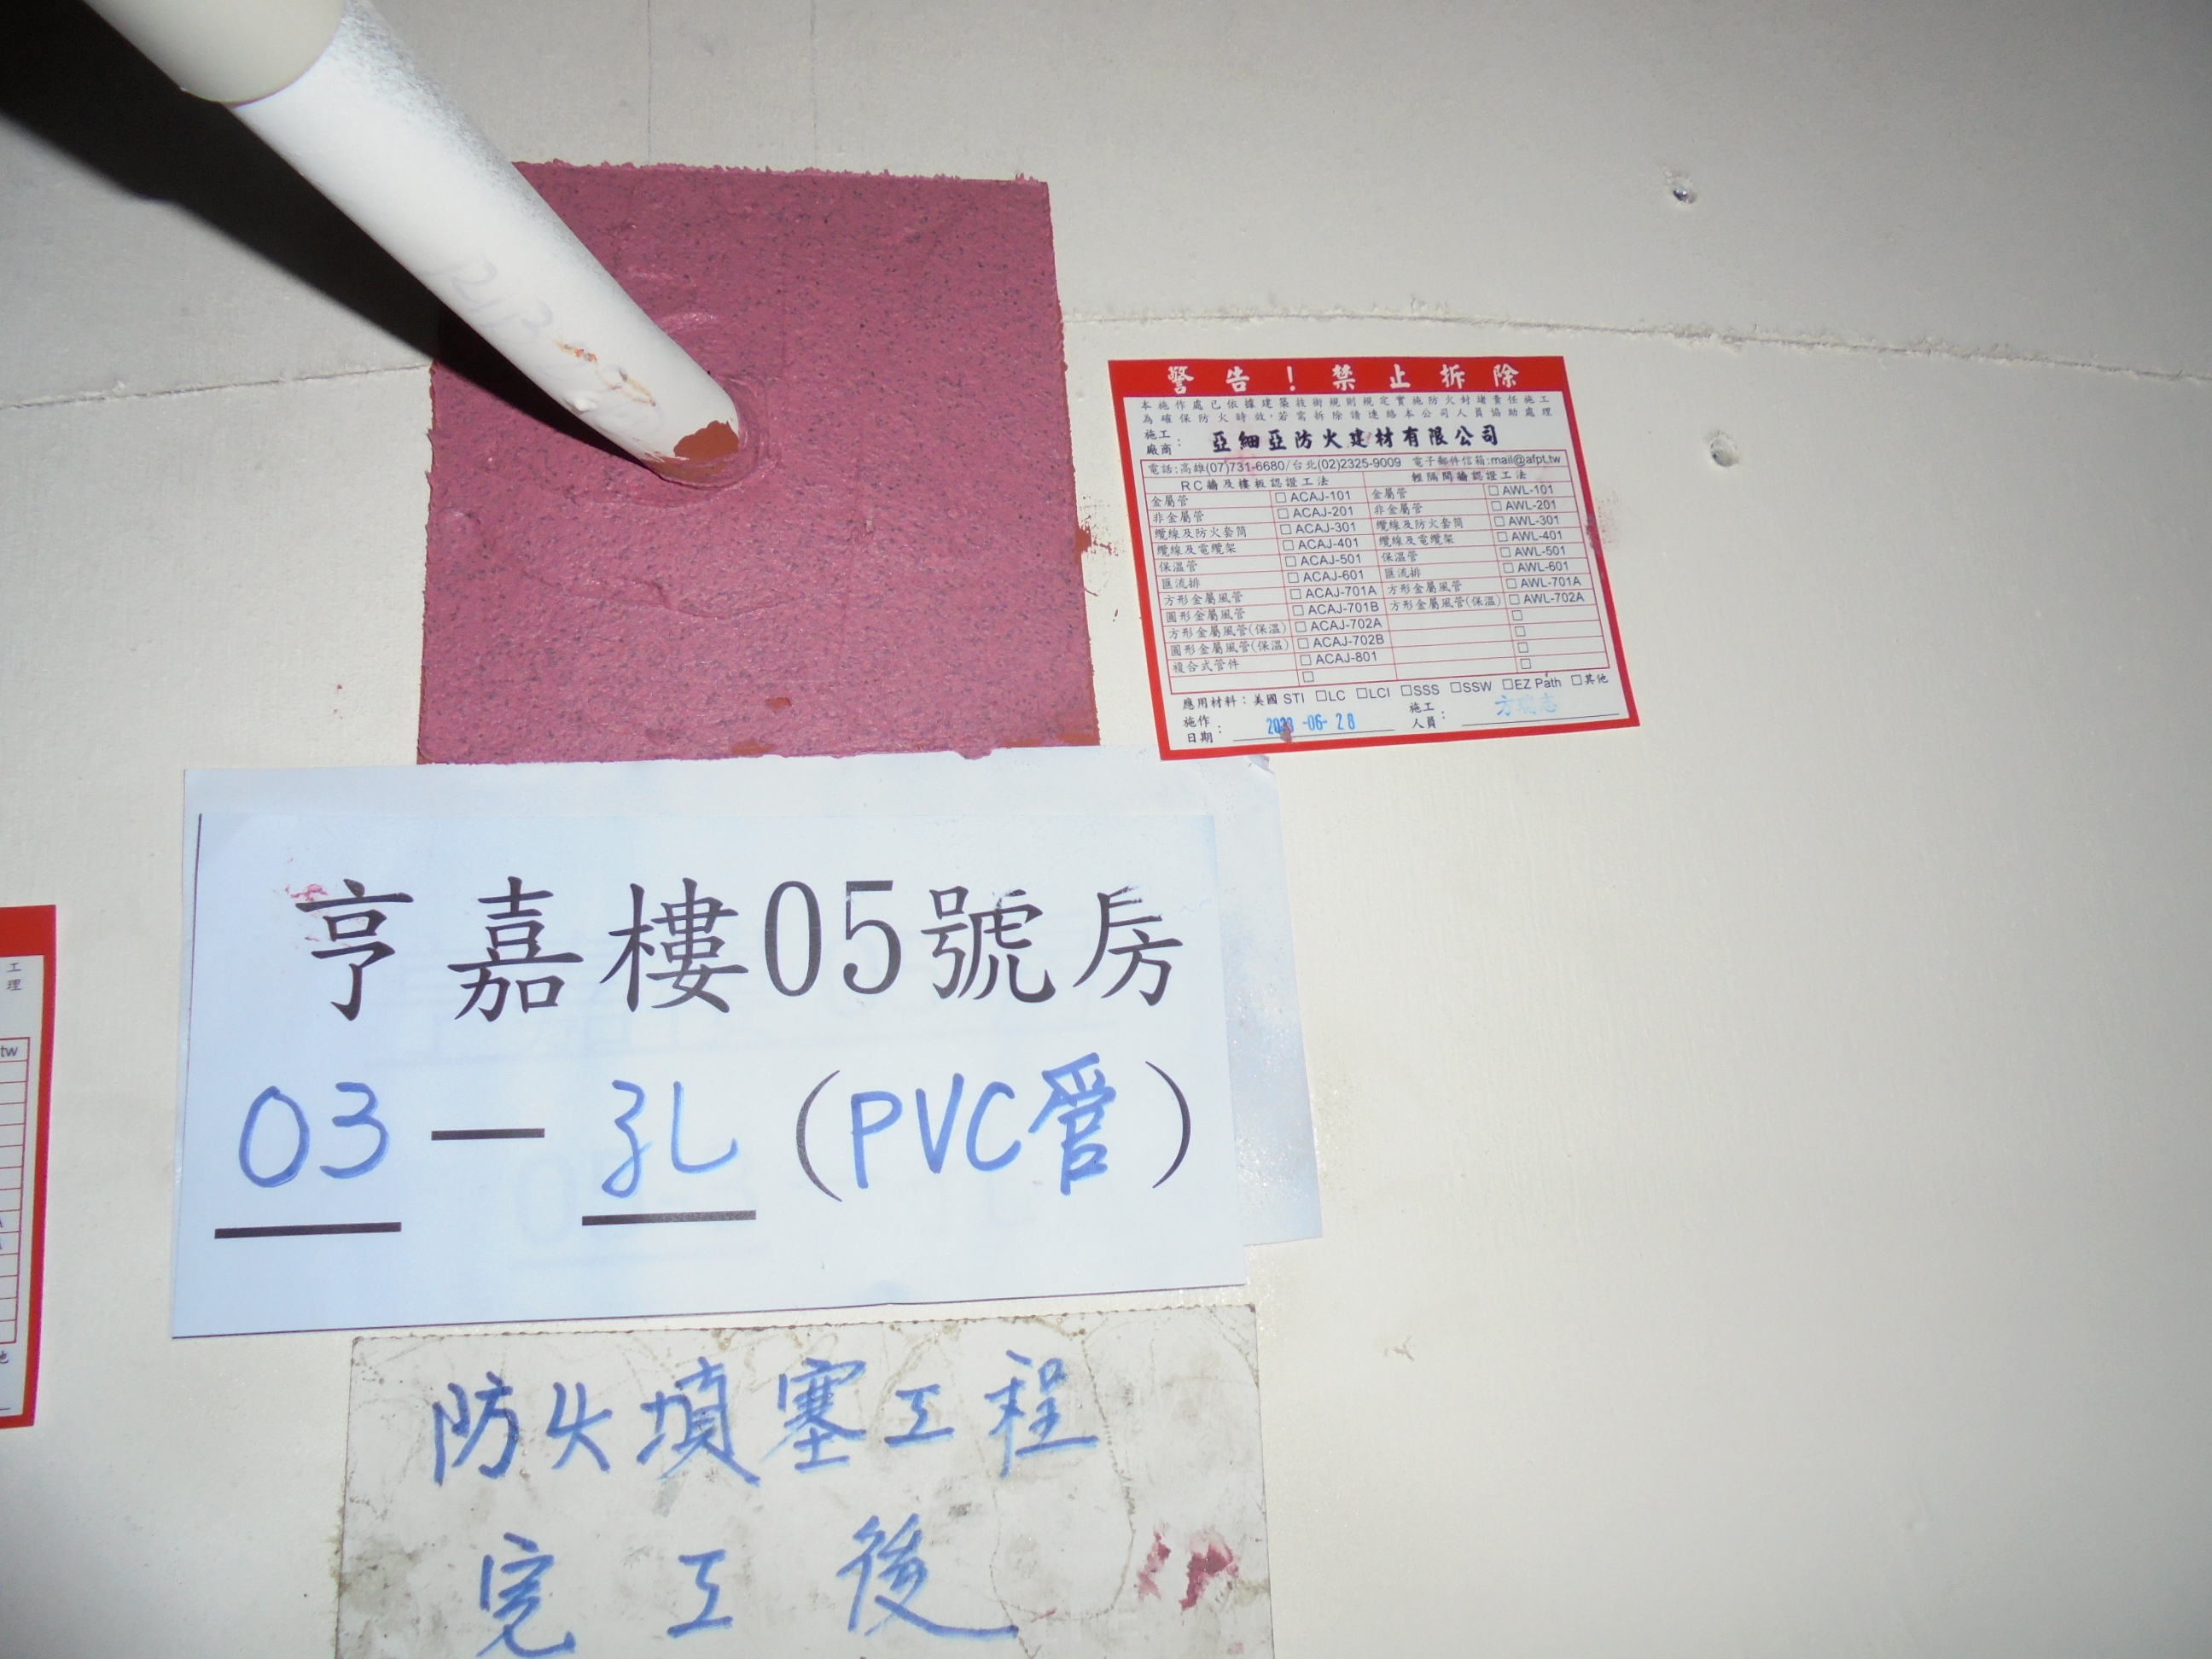 警告！禁止拆除
本施作處已依據建築技術規則規定實施防火封堵責任施工
為確保防火時效，若需拆除請連絡本公司人員協助處理
施工廠商： 亞細亞防火建材有限公司
電話:高雄(07)731-6680/台北(02)2325-9009 電子郵件信箱:mail@afpt.tw
RC牆及樓板認證工法 輕隔間牆認證工法
金屬管 □ ACAJ-101 金屬管 □ AWL-101
非金屬管 □ ACAJ-201 非金屬管 □ AWL-201
纜線及防火套筒 □ ACAJ-301 纜線及防火套筒 □ AWL-301
纜線及電纜架 □ ACAJ-401 纜線及電纜架 □ AWL-401
保溫管 □ ACAJ-501 保溫管 □ AWL-501
匯流排 □ ACAJ-601 匯流排 □ AWL-601
方形金屬風管 □ ACAJ-701A 方形金屬風管 □ AWL-701A
圓形金屬風管 □ ACAJ-701B 方形金屬風管(保溫) □ AWL-702A
方形金屬風管(保溫) □ ACAJ-702A □
圓形金屬風管(保溫) □ ACAJ-702B □
複合式管件 □ ACAJ-801 □
□ □
應用材料：美國 STI □LC □LCI □SSS □SSW □EZ Path □其他
施作日期： 2023-06-28 施工人員：
亨嘉樓05號房
03 — 孔 (PVC管)
防火填塞工程
完工後
工
理
tw